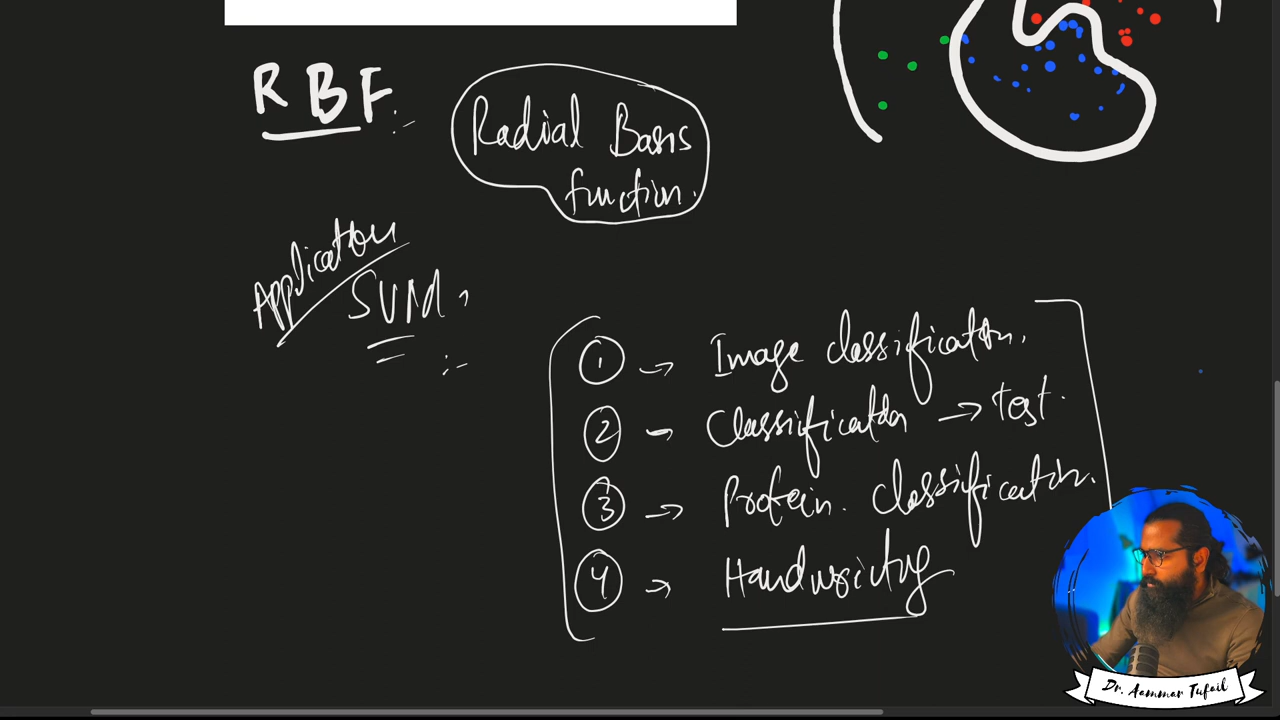 RBF :-
Radial Basis
function.
Application
SVM, :-
1 → Image classification.
2 - Classification → text.
3 → Protein. classification.
4 → Handwriting
Dr. Aammar Tufail